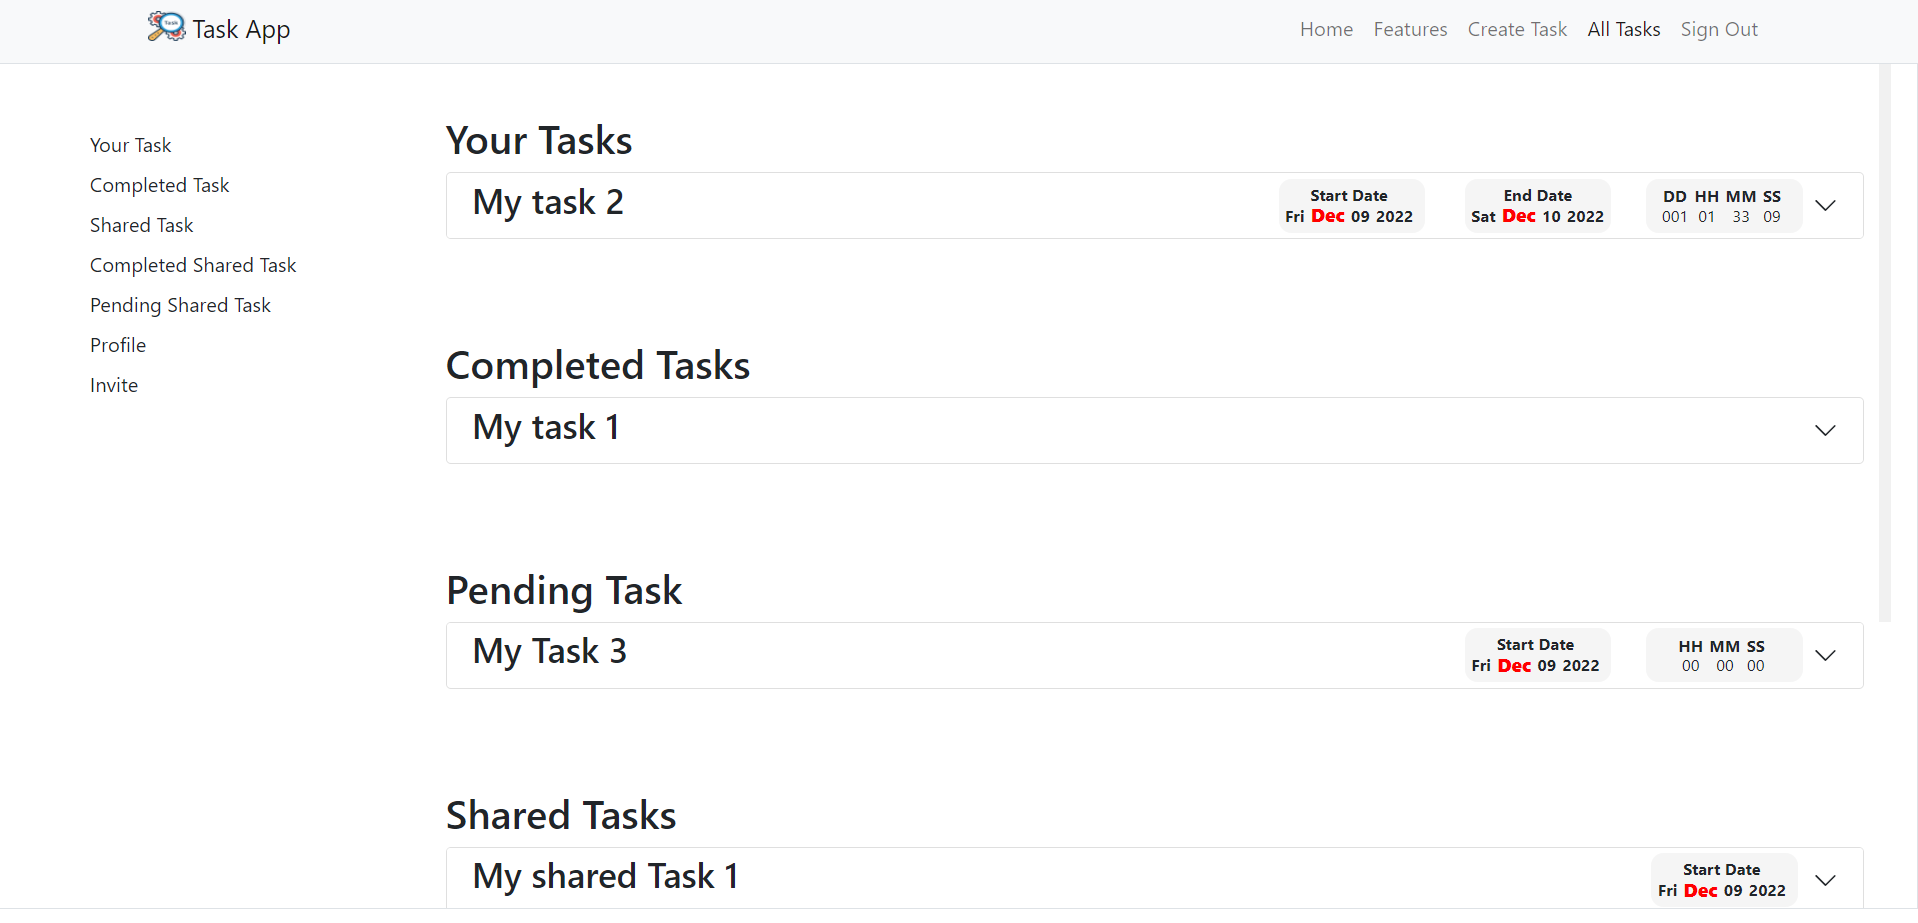 Task
Task App
Home Features Create Task All Tasks Sign Out
Your Task
Completed Task
Shared Task
Completed Shared Task
Pending Shared Task
Profile
Invite
Your Tasks
My task 2
Start Date
Fri Dec 09 2022
End Date
Sat Dec 10 2022
DD HH MM SS
001 01 33 09
Completed Tasks
My task 1
Pending Task
My Task 3
Start Date
Fri Dec 09 2022
HH MM SS
00 00 00
Shared Tasks
My shared Task 1
Start Date
Fri Dec 09 2022